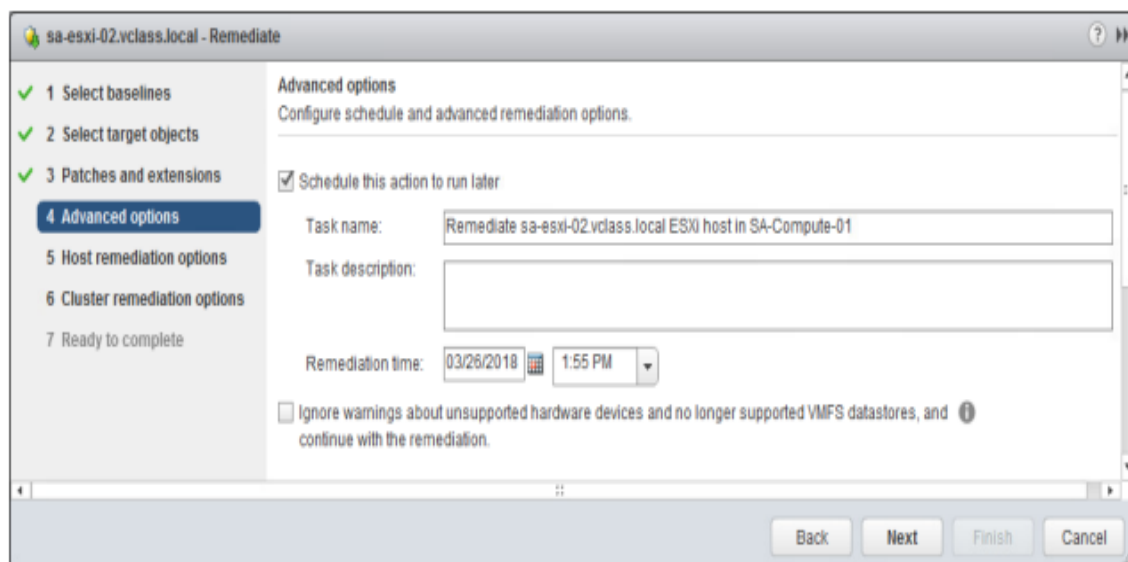 sa-esxi-02.vclass.local - Remediate
1 Select baselines
2 Select target objects
3 Patches and extensions
4 Advanced options
5 Host remediation options
6 Cluster remediation options
7 Ready to complete
Advanced options
Configure schedule and advanced remediation options.
Schedule this action to run later
Task name: Remediate sa-esxi-02.vclass.local ESXi host in SA-Compute-01
Task description:
Remediation time: 03/26/2018 1:55 PM
Ignore warnings about unsupported hardware devices and no longer supported VMFS datastores, and
continue with the remediation.
Back Next Finish Cancel